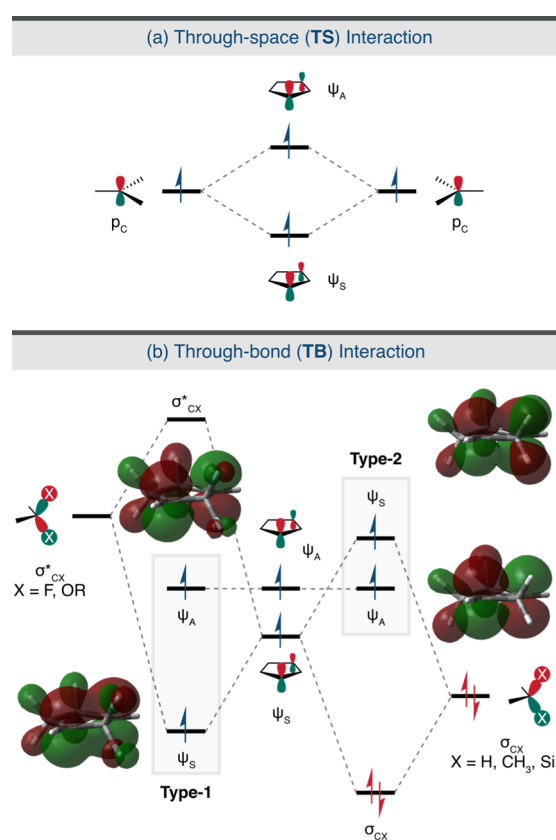 (a) Through-space (TS) Interaction
ψA
pC
pC
ψS
(b) Through-bond (TB) Interaction
σ*CX
Type-2
X
X
ψS
ψA
σ*CX
X = F, OR
ψA
ψA
X
X
ψS
σCX
X = H, CH3, Si
ψS
Type-1
σCX